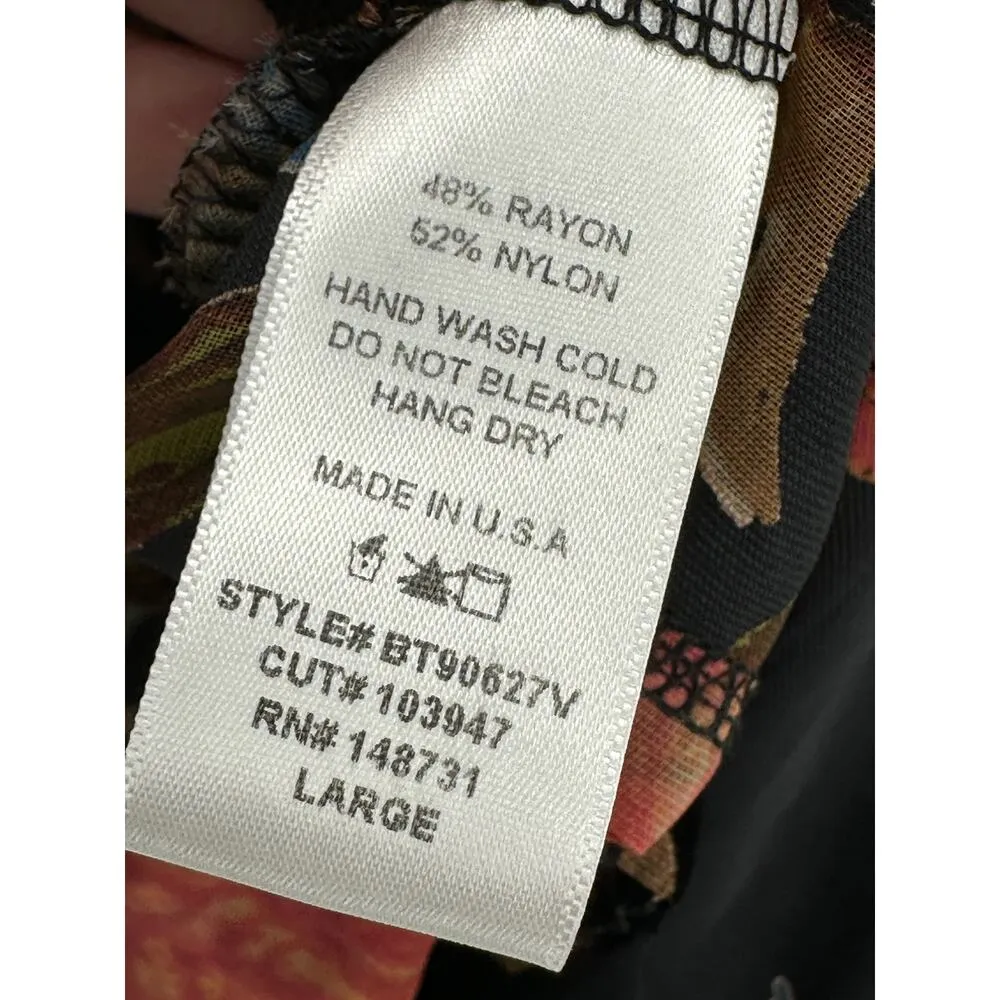 48% RAYON
52% NYLON
HAND WASH COLD
DO NOT BLEACH
HANG DRY
MADE IN U.S.A
STYLE# BT90627V
CUT# 103947
RN# 148731
LARGE